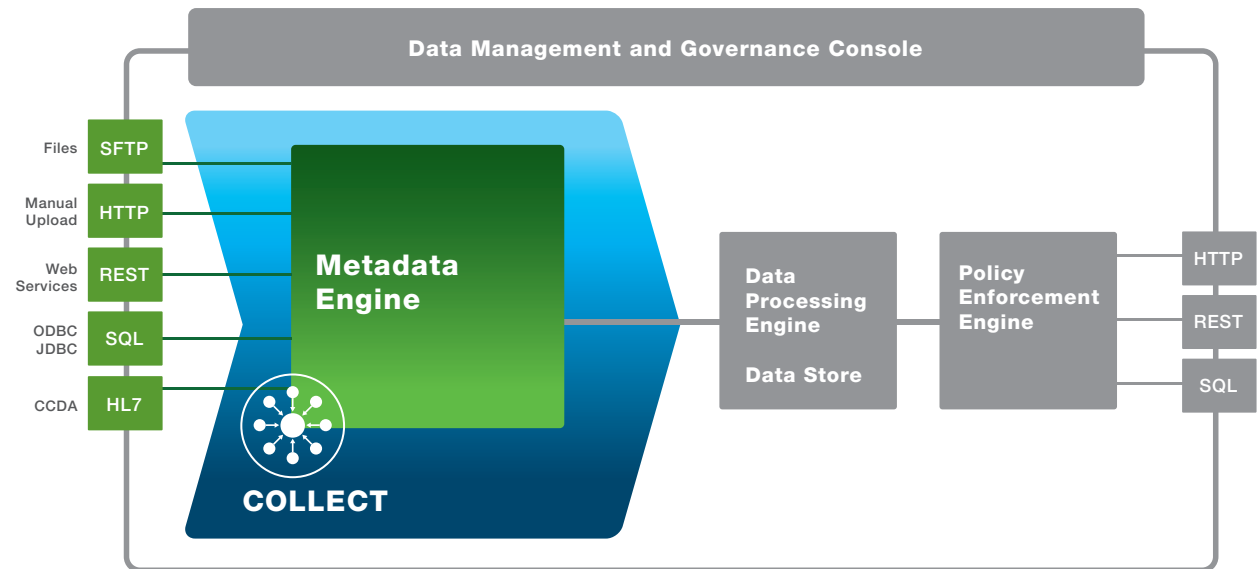 Data Management and Governance Console
Files
SFTP
Manual
Upload
HTTP
Web
Services
REST
ODBC
JDBC
SQL
CCDA
HL7
Metadata
Engine
COLLECT
Data
Processing
Engine
Data Store
Policy
Enforcement
Engine
HTTP
REST
SQL